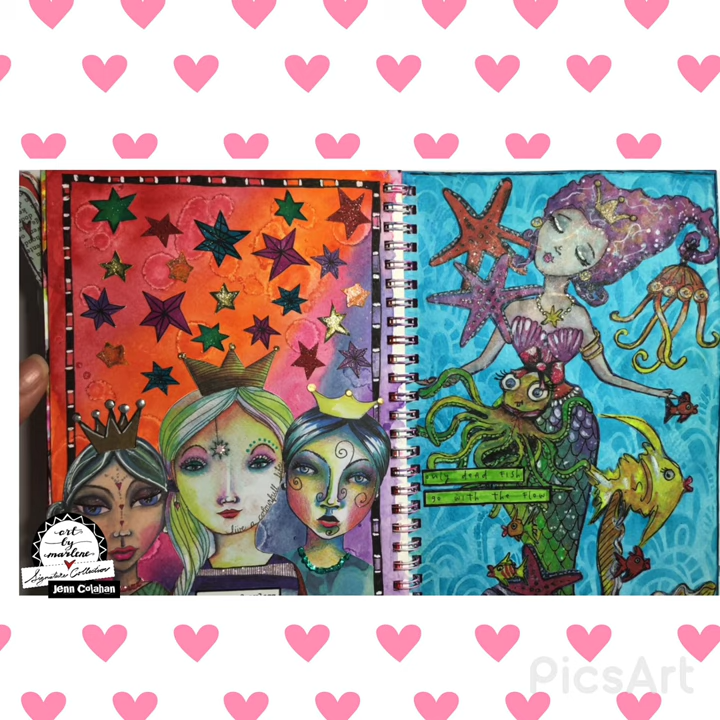 only dead fish
go with the flow
art
by
marlene
Signature Collection
Jenn Colahan
PicsArt